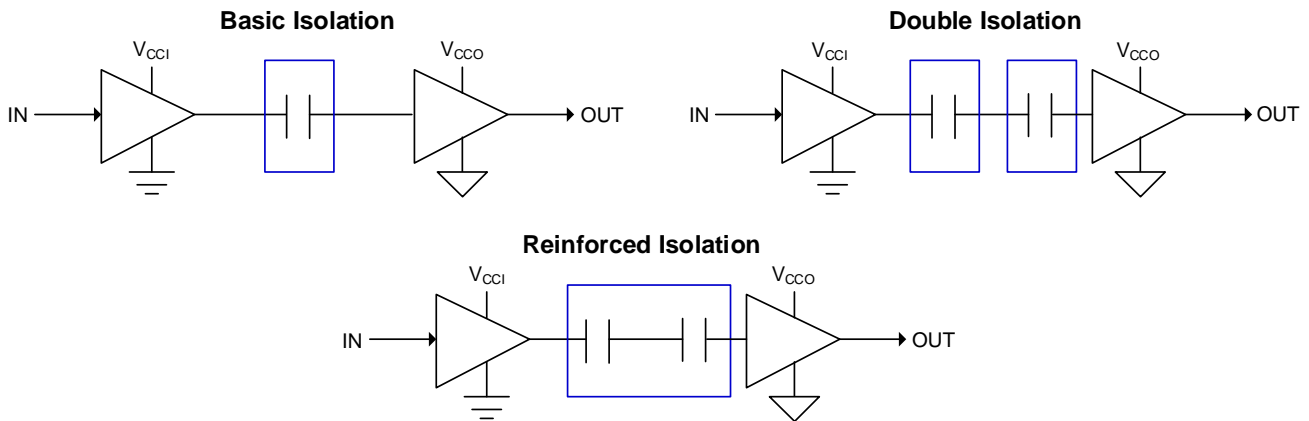 Basic Isolation
Double Isolation
VCCI
VCCO
VCCI
VCCO
IN
OUT
IN
OUT
Reinforced Isolation
VCCI
VCCO
IN
OUT